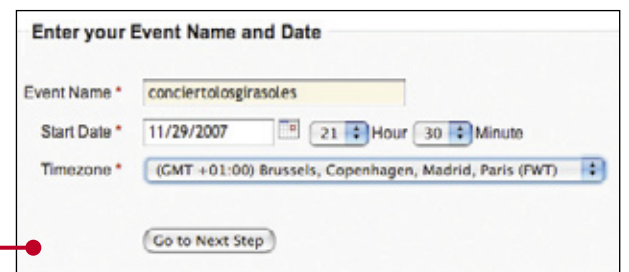 Enter your Event Name and Date
Event Name * conciertolosgirasoles
Start Date * 11/29/2007 21 Hour 30 Minute
Timezone * (GMT +01:00) Brussels, Copenhagen, Madrid, Paris (FWT)
Go to Next Step